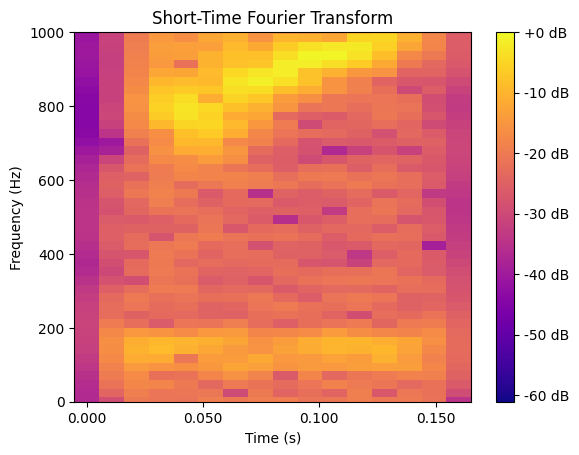 Short-Time Fourier Transform
1000
800
600
400
200
0
Frequency (Hz)
0.000
0.050
0.100
0.150
Time (s)
+0 dB
-10 dB
-20 dB
-30 dB
-40 dB
-50 dB
-60 dB